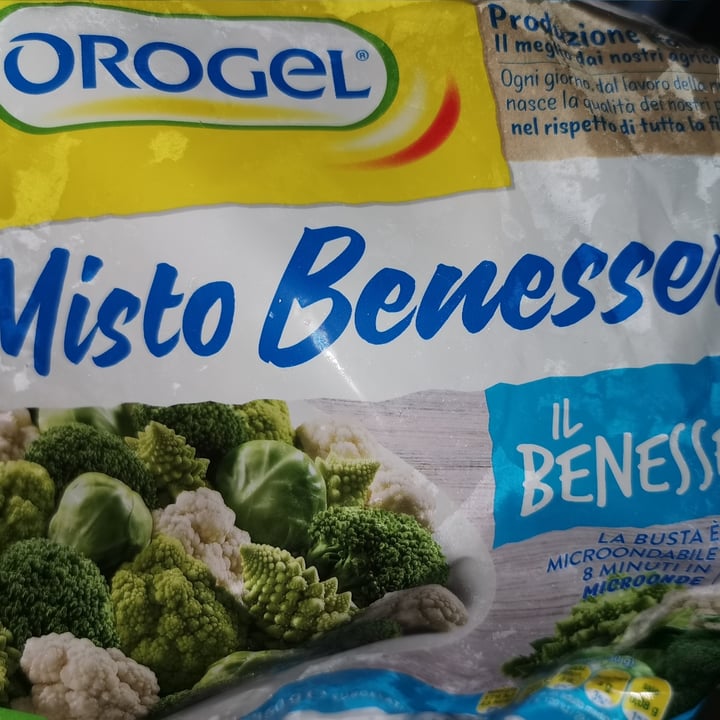 OROGEL®
Produzione
Il meglio dai nostri agrico
Ogni giorno, dal lavoro della
nasce la qualità dei nostri
nel rispetto di tutta la fi
Misto Benesser
IL
BENESSE
LA BUSTA È
MICROONDABILE
8 MINUTI IN
MICROONDE